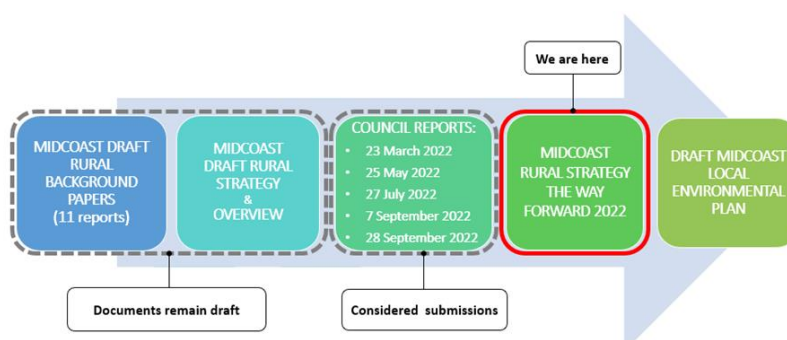 We are here
MIDCOAST DRAFT
RURAL
BACKGROUND
PAPERS
(11 reports)
MIDCOAST
DRAFT RURAL
STRATEGY
&
OVERVIEW
COUNCIL REPORTS:
• 23 March 2022
• 25 May 2022
• 27 July 2022
• 7 September 2022
• 28 September 2022
MIDCOAST
RURAL STRATEGY
THE WAY
FORWARD 2022
DRAFT MIDCOAST
LOCAL
ENVIRONMENTAL
PLAN
Documents remain draft
Considered submissions